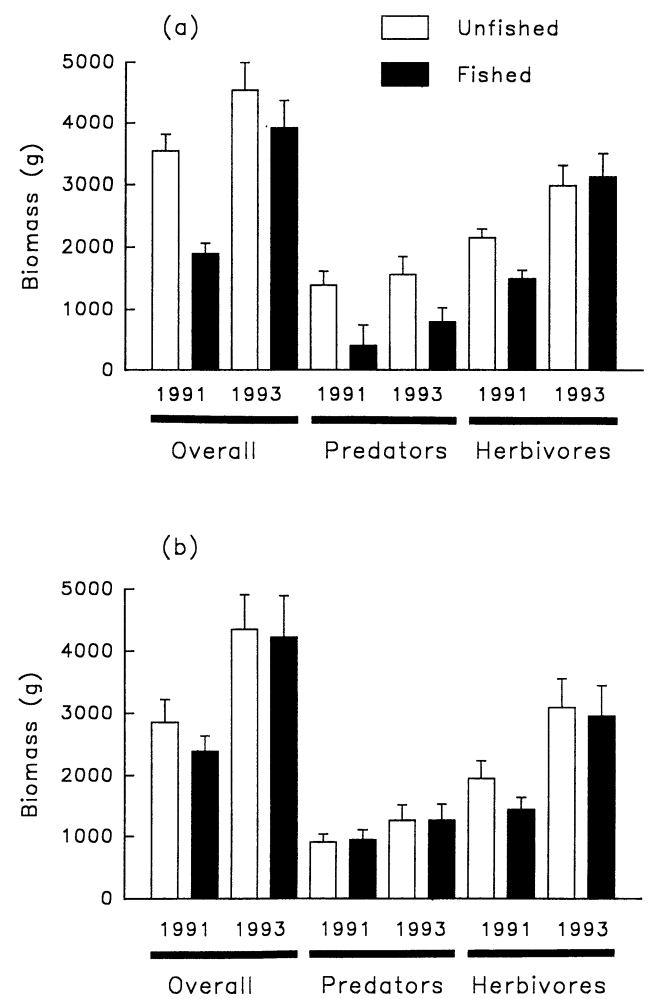 (a)
Unfished
Fished
5000
4000
3000
2000
1000
0
Biomass (g)
1991 1993 1991 1993 1991 1993
Overall Predators Herbivores
(b)
5000
4000
3000
2000
1000
0
Biomass (g)
1991 1993 1991 1993 1991 1993
Overall Predators Herbivores